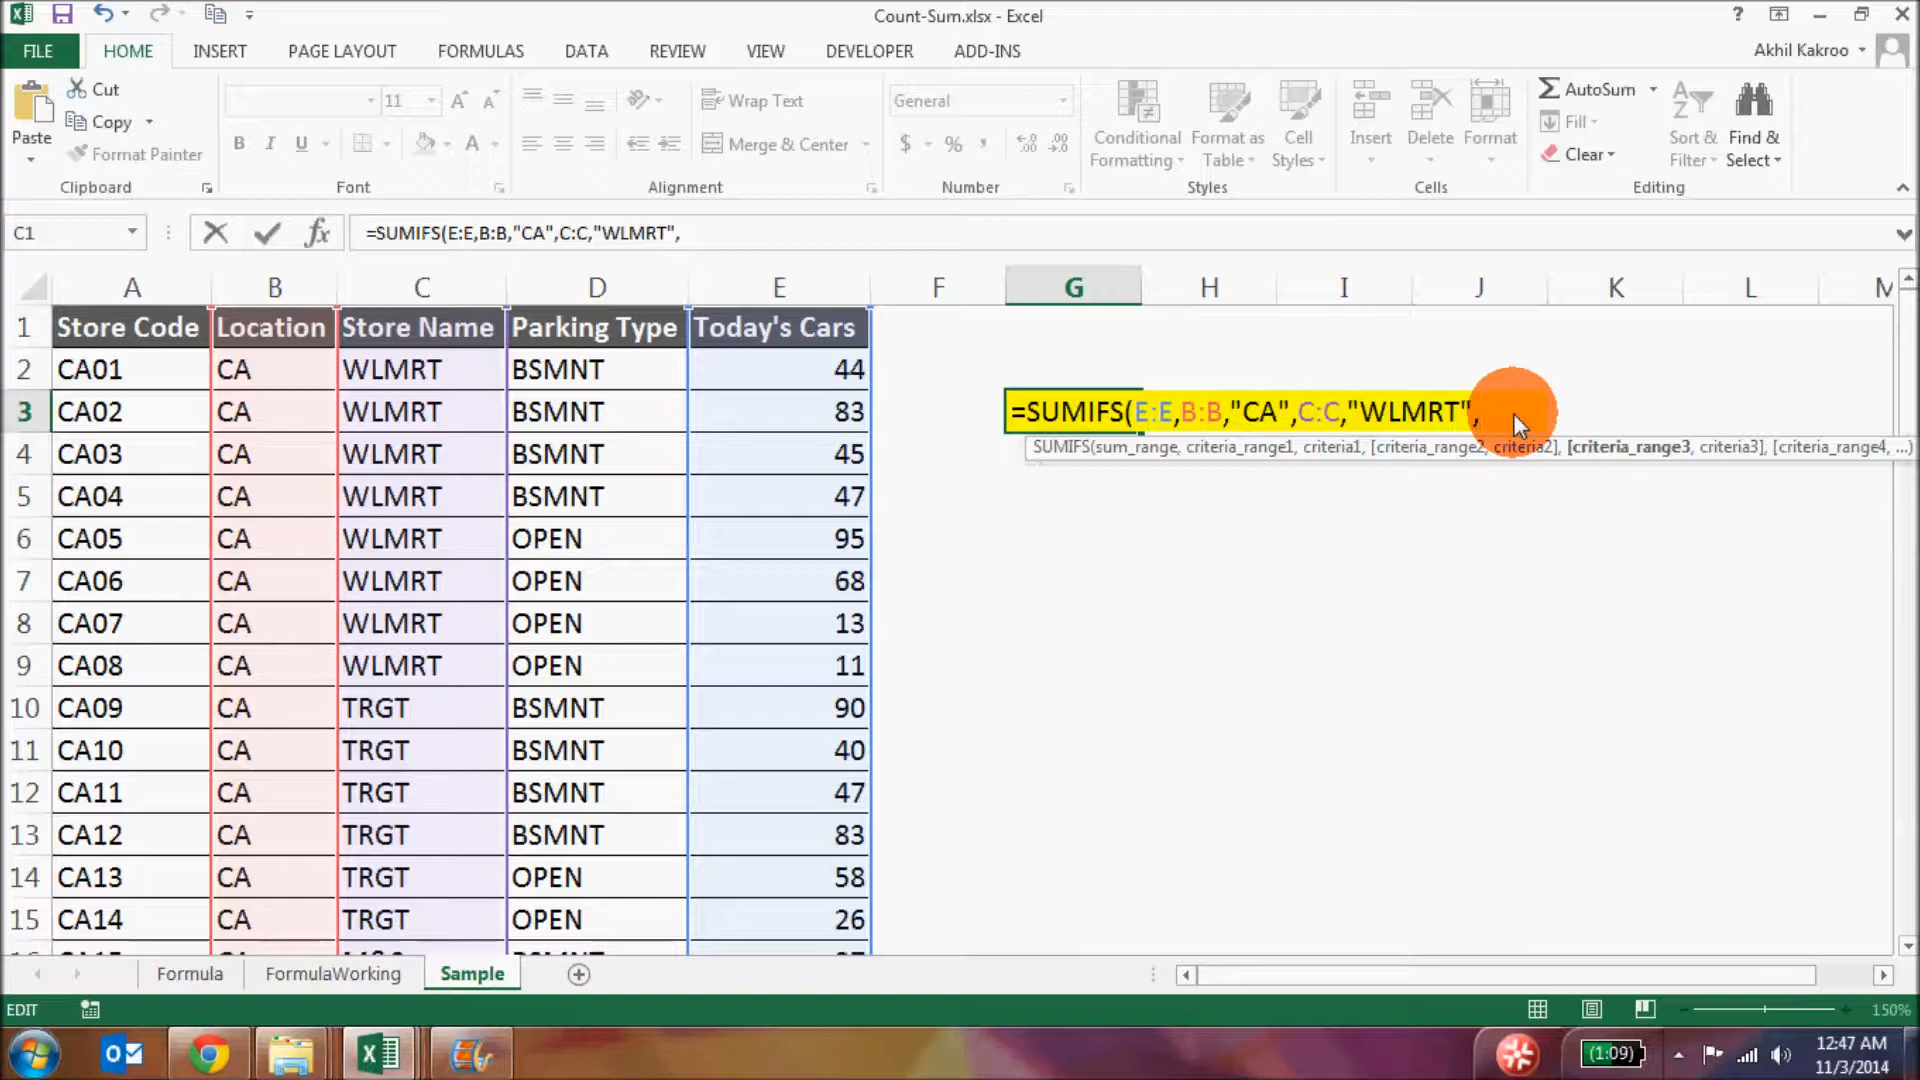 Count-Sum.xlsx - Excel
?
FILE HOME INSERT PAGE LAYOUT FORMULAS DATA REVIEW VIEW DEVELOPER ADD-INS Akhil Kakroo
Paste Cut Copy Format Painter
Clipboard
11 A A
B I U A
Font
Wrap Text
Merge & Center
Alignment
General
$ % ,
Number
Conditional Formatting
Format as Table
Cell Styles
Styles
Insert Delete Format
Cells
AutoSum
Fill
Clear
Sort & Filter
Find & Select
Editing
C1 fx =SUMIFS(E:E,B:B,"CA",C:C,"WLMRT",
A B C D E F G H I J K L M
1 Store Code Location Store Name Parking Type Today's Cars
2 CA01 CA WLMRT BSMNT 44
3 CA02 CA WLMRT BSMNT 83 =SUMIFS(E:E,B:B,"CA",C:C,"WLMRT",
SUMIFS(sum_range, criteria_range1, criteria1, [criteria_range2, criteria2], [criteria_range3, criteria3], [criteria_range4, ...)
4 CA03 CA WLMRT BSMNT 45
5 CA04 CA WLMRT BSMNT 47
6 CA05 CA WLMRT OPEN 95
7 CA06 CA WLMRT OPEN 68
8 CA07 CA WLMRT OPEN 13
9 CA08 CA WLMRT OPEN 11
10 CA09 CA TRGT BSMNT 90
11 CA10 CA TRGT BSMNT 40
12 CA11 CA TRGT BSMNT 47
13 CA12 CA TRGT BSMNT 83
14 CA13 CA TRGT OPEN 58
15 CA14 CA TRGT OPEN 26
Formula FormulaWorking Sample
EDIT 150%
(1:09) 12:47 AM
11/3/2014